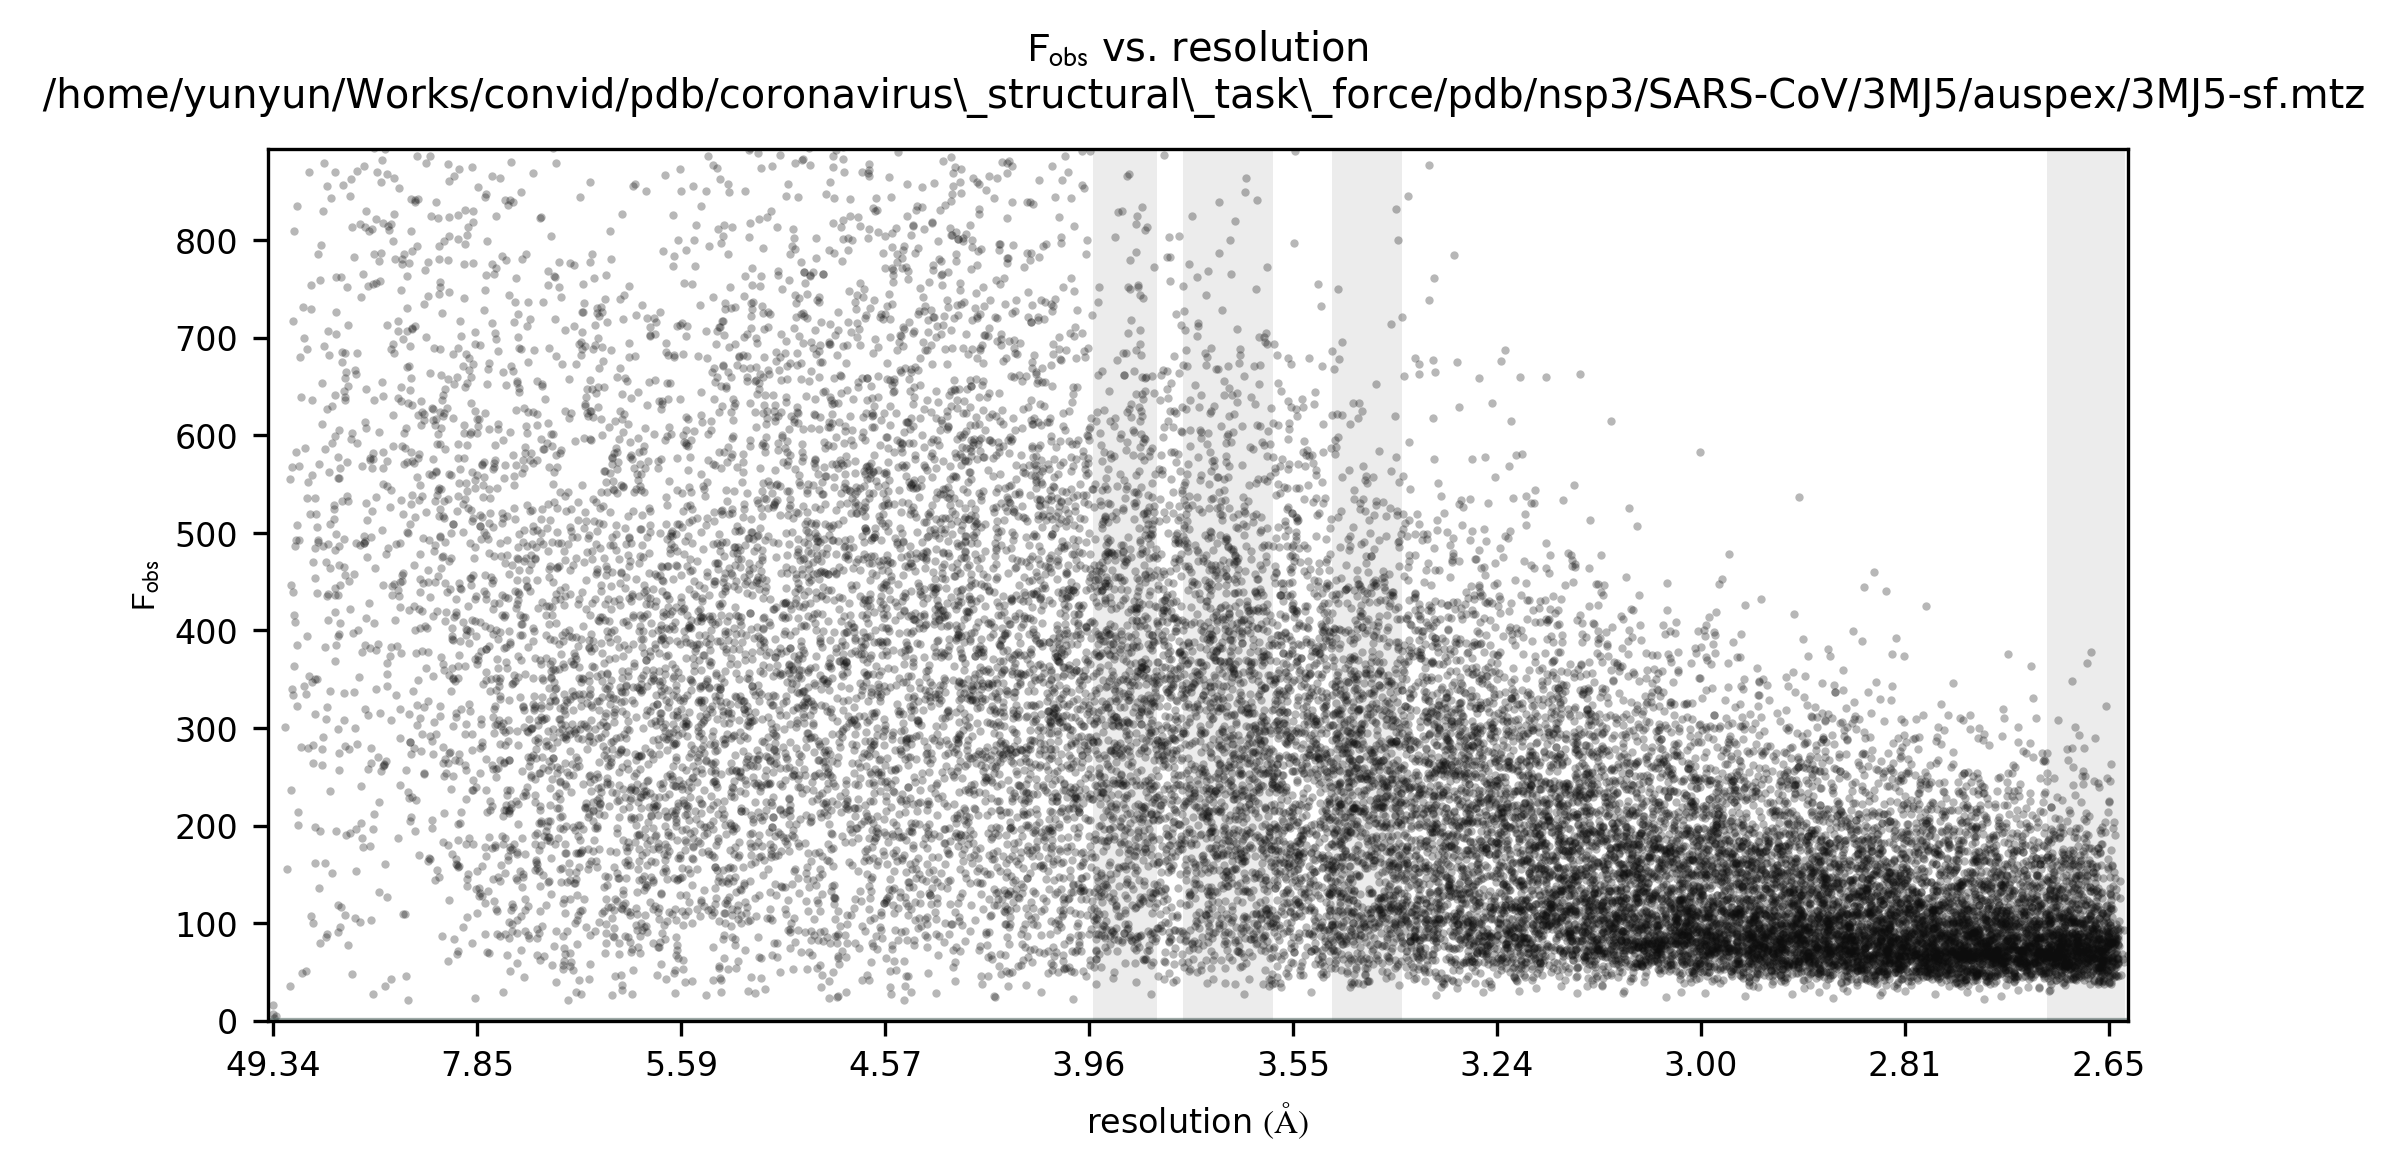 Fobs vs. resolution
/home/yunyun/Works/convid/pdb/coronavirus\_structural\_task\_force/pdb/nsp3/SARS-CoV/3MJ5/auspex/3MJ5-sf.mtz
800
700
600
500
400
300
200
100
0
Fobs
49.34 7.85 5.59 4.57 3.96 3.55 3.24 3.00 2.81 2.65
resolution (Å)